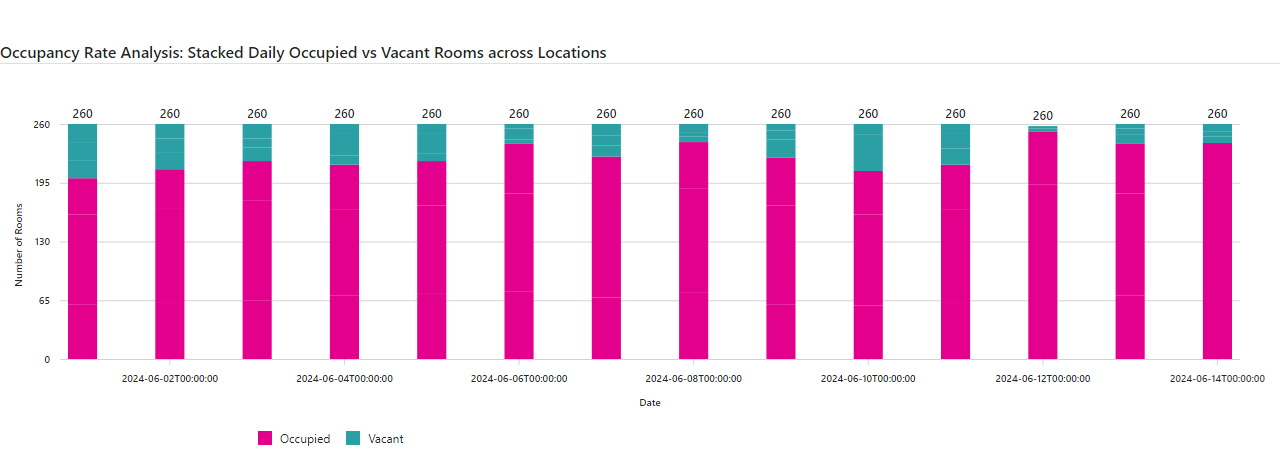 Occupancy Rate Analysis: Stacked Daily Occupied vs Vacant Rooms across Locations
260 260 260 260 260 260 260 260 260 260 260 260 260 260
260
195
130
65
0
Number of Rooms
2024-06-02T00:00:00 2024-06-04T00:00:00 2024-06-06T00:00:00 2024-06-08T00:00:00 2024-06-10T00:00:00 2024-06-12T00:00:00 2024-06-14T00:00:00
Date
Occupied Vacant